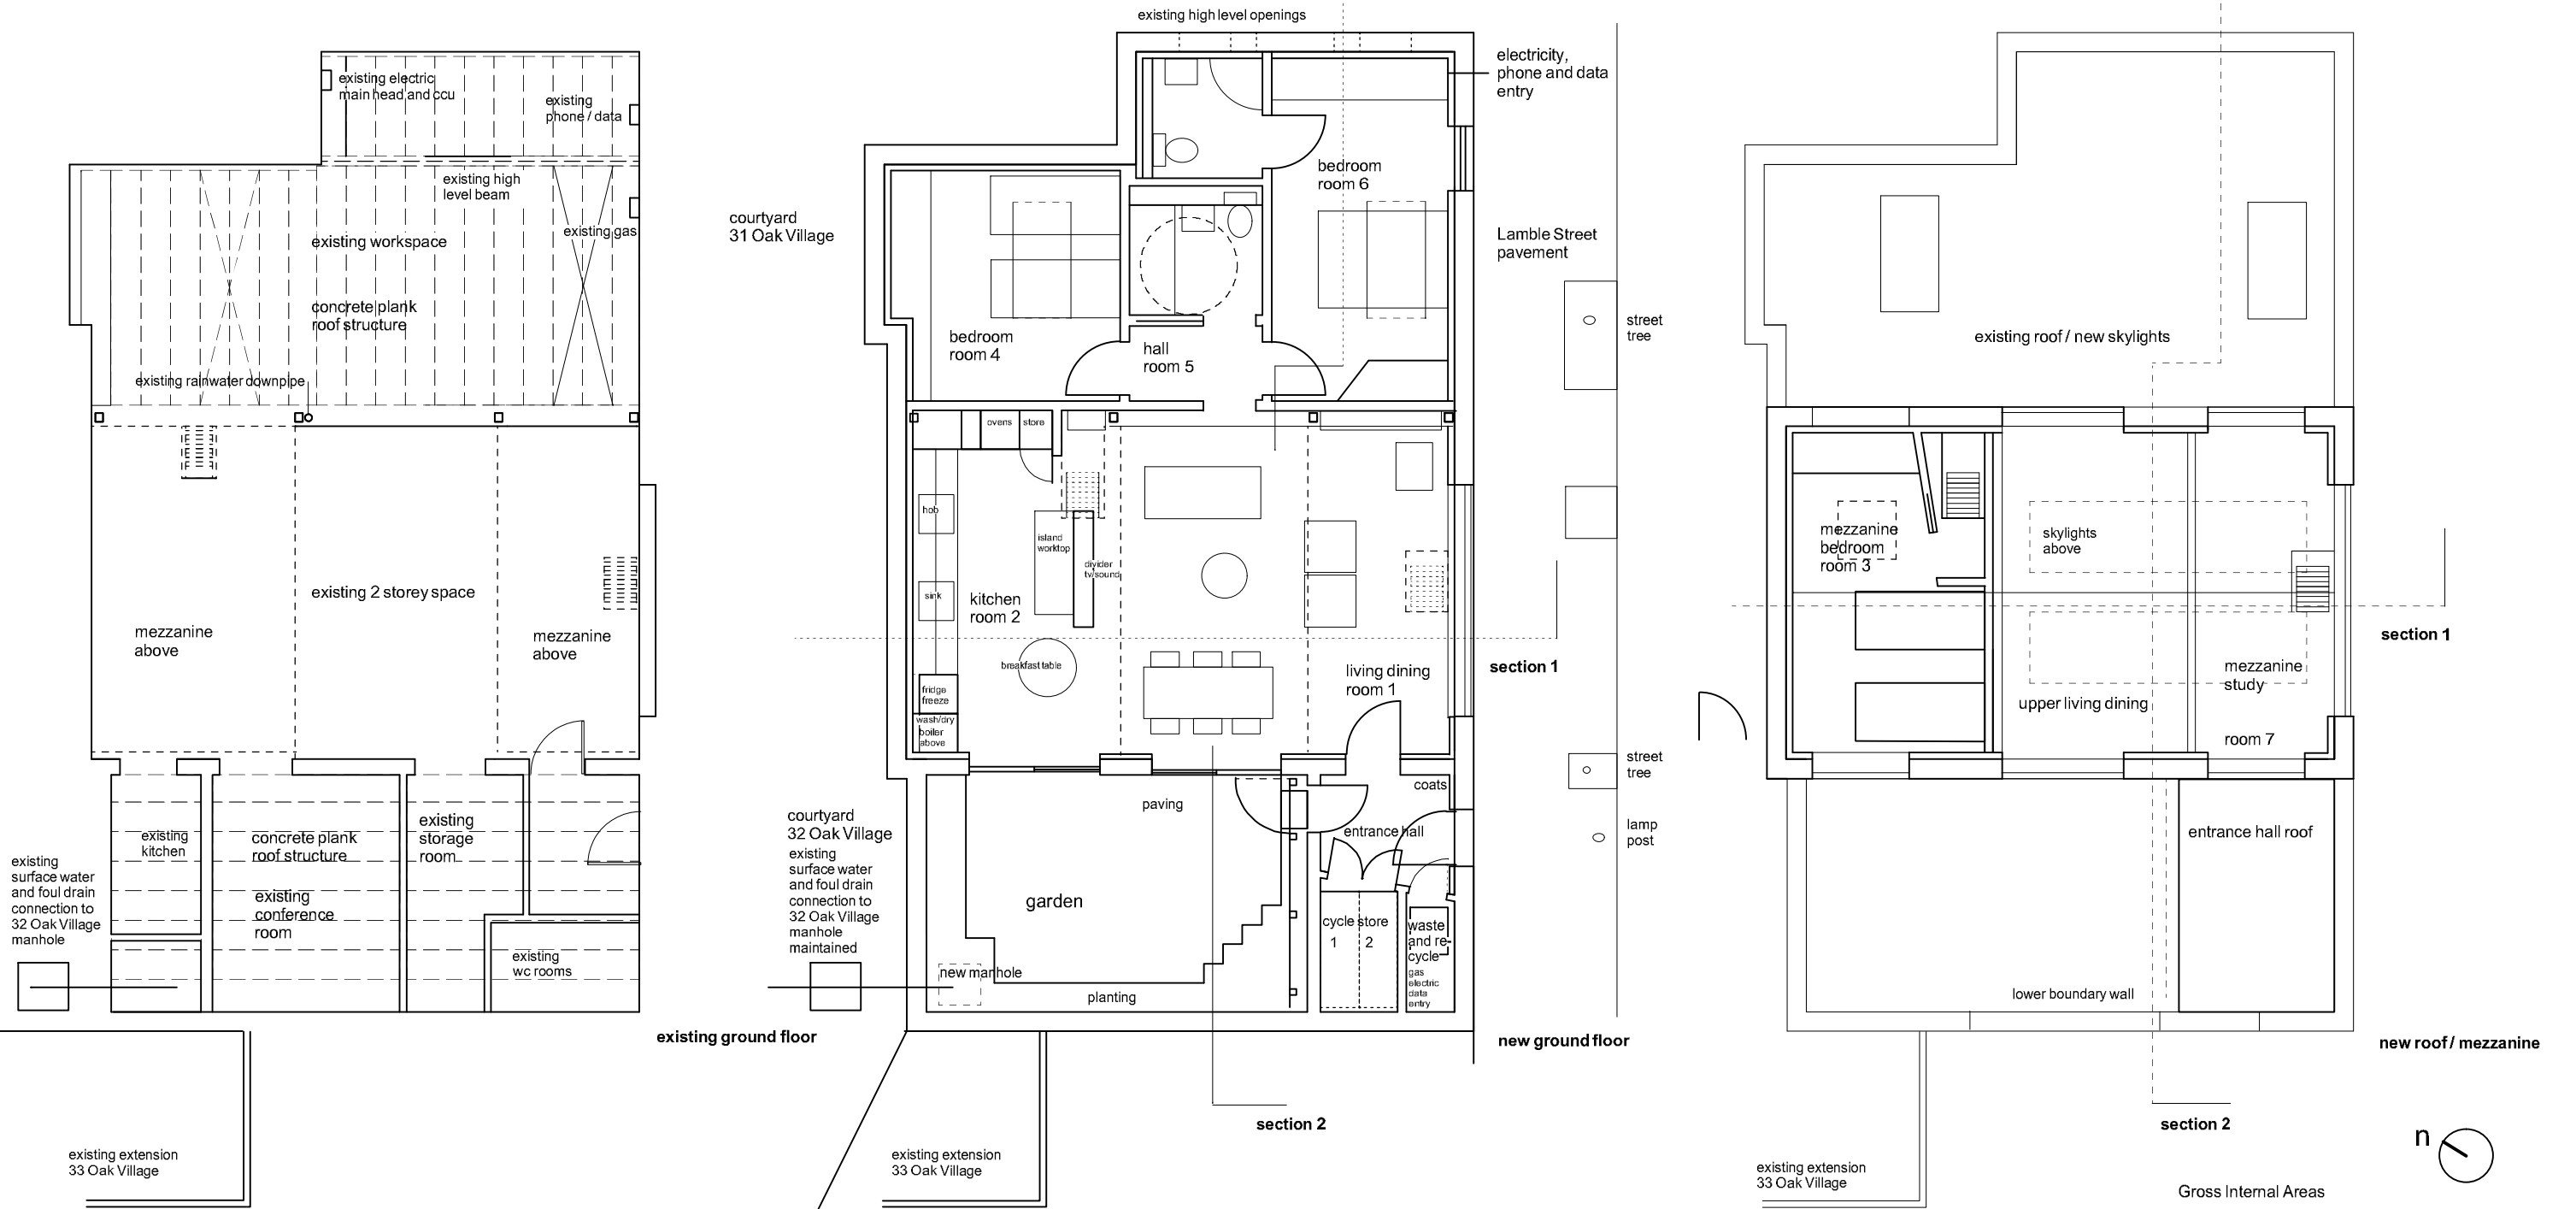 existing electric
main head and ccu
existing
phone / data
existing high
level beam
existing gas
existing workspace
concrete plank
roof structure
existing rainwater downpipe
existing 2 storey space
mezzanine
above
mezzanine
above
existing
kitchen
concrete plank
roof structure
existing
conference
room
existing
storage
room
existing
wc rooms
existing
surface water
and foul drain
connection to
32 Oak Village
manhole
existing ground floor
existing extension
33 Oak Village
existing high level openings
electricity,
phone and data
entry
courtyard
31 Oak Village
bedroom
room 6
bedroom
room 4
hall
room 5
Lamble Street
pavement
street
tree
ovens
store
hob
island
worktop
divider
tv/sound
sink
kitchen
room 2
breakfast table
fridge
freeze
wash/dry
boiler
above
living dining
room 1
section 1
street
tree
lamp
post
courtyard
32 Oak Village
existing
surface water
and foul drain
connection to
32 Oak Village
manhole
maintained
paving
coats
entrance hall
garden
cycle store
1 2
waste
and re-
cycle
gas
electric
data
entry
new manhole
planting
new ground floor
section 2
existing extension
33 Oak Village
existing roof / new skylights
mezzanine
bedroom
room 3
skylights
above
section 1
mezzanine
study
upper living dining
room 7
entrance hall roof
lower boundary wall
new roof / mezzanine
section 2
existing extension
33 Oak Village
n
Gross Internal Areas